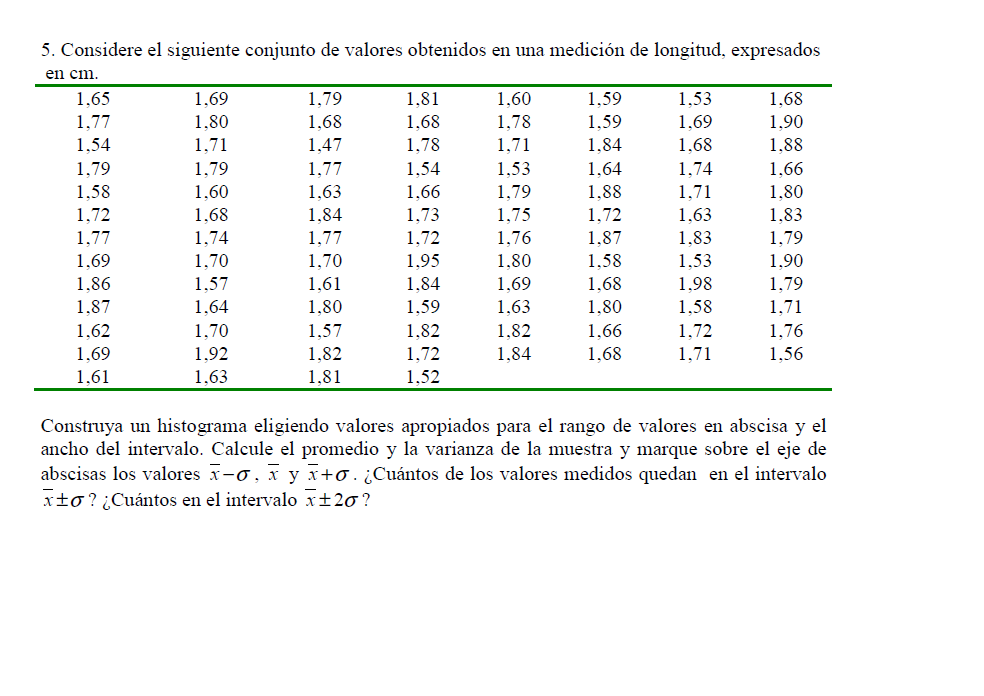 5. Considere el siguiente conjunto de valores obtenidos en una medición de longitud, expresados
en cm.
1,65 1,69 1,79 1,81 1,60 1,59 1,53 1,68
1,77 1,80 1,68 1,68 1,78 1,59 1,69 1,90
1,54 1,71 1,47 1,78 1,71 1,84 1,68 1,88
1,79 1,79 1,77 1,54 1,53 1,64 1,74 1,66
1,58 1,60 1,63 1,66 1,79 1,88 1,71 1,80
1,72 1,68 1,84 1,73 1,75 1,72 1,63 1,83
1,77 1,74 1,77 1,72 1,76 1,87 1,83 1,79
1,69 1,70 1,70 1,95 1,80 1,58 1,53 1,90
1,86 1,57 1,61 1,84 1,69 1,68 1,98 1,79
1,87 1,64 1,80 1,59 1,63 1,80 1,58 1,71
1,62 1,70 1,57 1,82 1,82 1,66 1,72 1,76
1,69 1,92 1,82 1,72 1,84 1,68 1,71 1,56
1,61 1,63 1,81 1,52
Construya un histograma eligiendo valores apropiados para el rango de valores en abscisa y el
ancho del intervalo. Calcule el promedio y la varianza de la muestra y marque sobre el eje de
abscisas los valores x̅−σ, x̅ y x̅+σ. ¿Cuántos de los valores medidos quedan en el intervalo
x̅±σ? ¿Cuántos en el intervalo x̅±2σ?